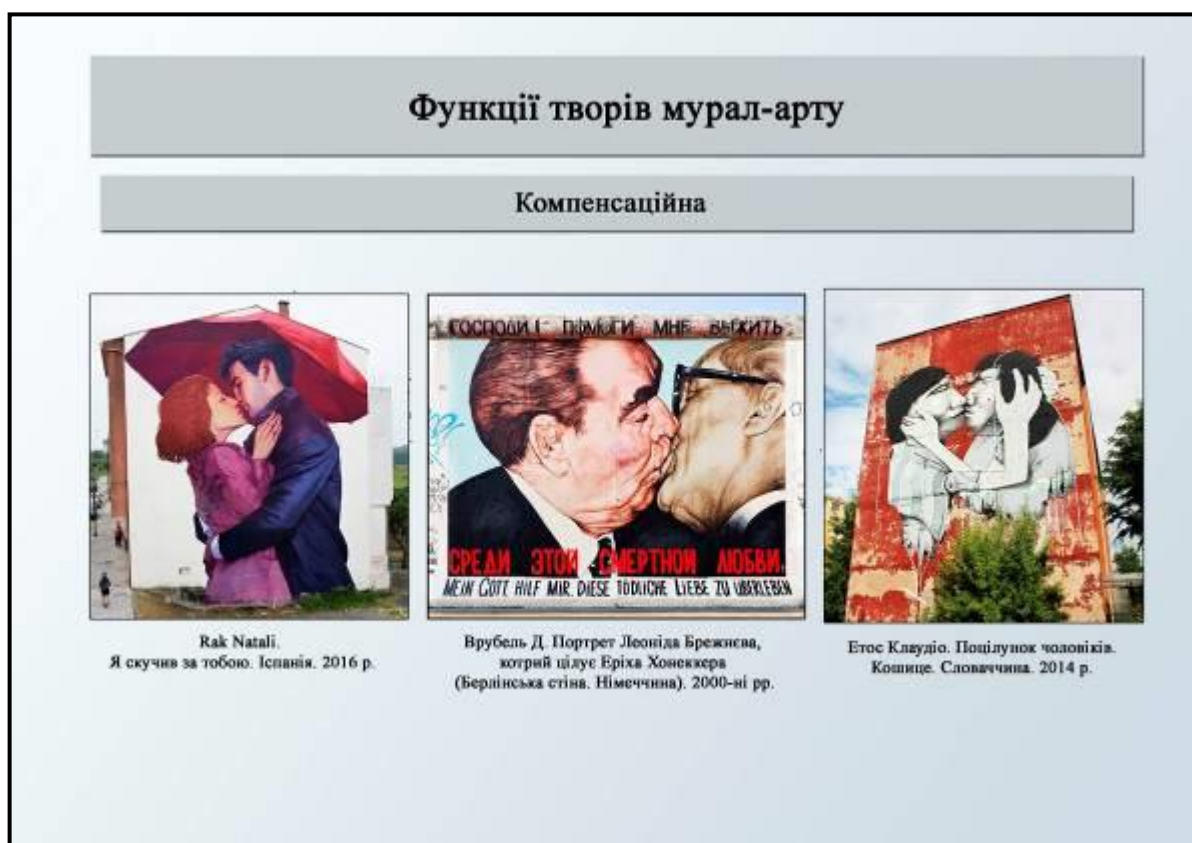 Функції творів мурал-арту
Компенсаційна
ГОСПОДИ! ПОМОГИ МНЕ ВЫЖИТЬ
СРЕДИ ЭТОЙ СМЕРТНОЙ ЛЮБВИ.
MEIN GOTT HILF MIR, DIESE TÖDLICHE LIEBE ZU ÜBERLEBEN
Rak Natali.
Я скучив за тобою. Іспанія. 2016 р.
Врубель Д. Портрет Леоніда Брежнєва,
котрий цілує Еріха Хонеккера
(Берлінська стіна. Німеччина). 2000-ні рр.
Етос Клаудіо. Поцілунок чоловіків.
Кошице. Словаччина. 2014 р.